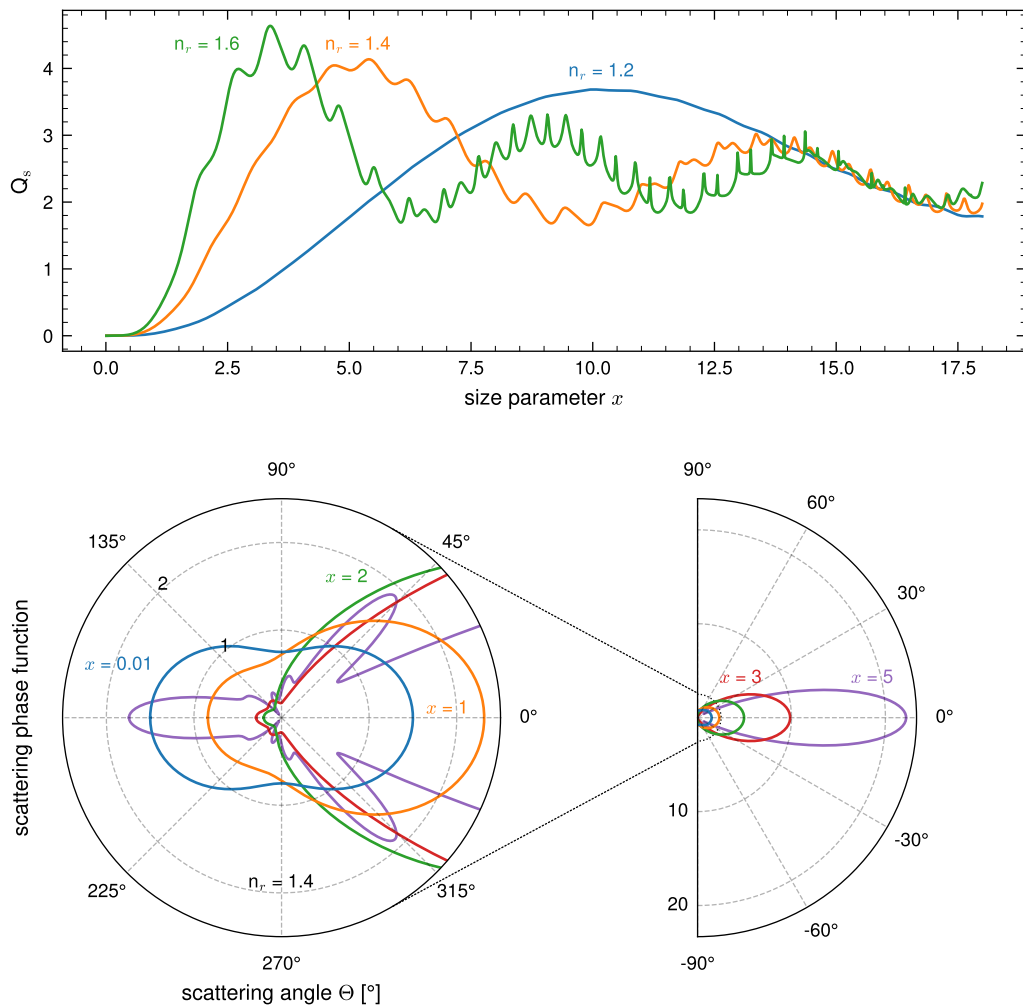 n_r = 1.6
n_r = 1.4
n_r = 1.2
4
3
2
1
0
Q_s
0.0 2.5 5.0 7.5 10.0 12.5 15.0 17.5
size parameter x
90°
135°
45°
2
1
x = 2
x = 0.01
x = 1
0°
n_r = 1.4
225°
315°
270°
scattering phase function
scattering angle Θ [°]
90°
60°
30°
x = 3
x = 5
0°
10
20
-30°
-60°
-90°